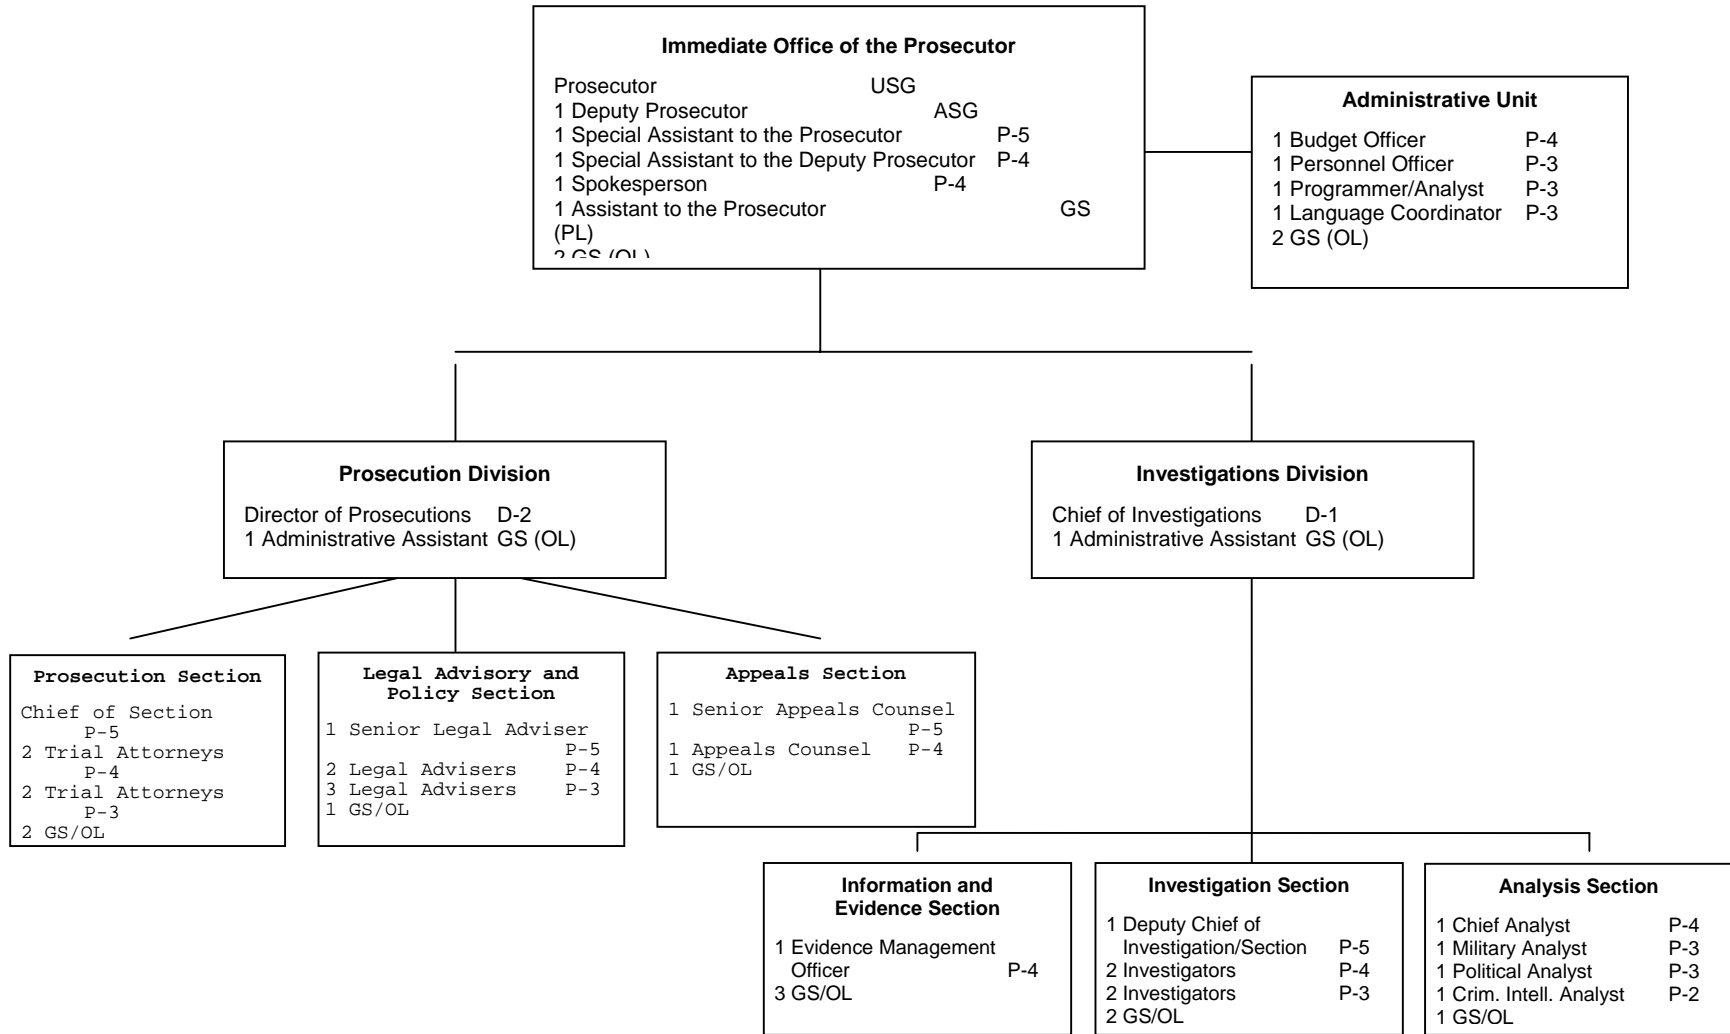 Immediate Office of the Prosecutor
Prosecutor USG
1 Deputy Prosecutor ASG
1 Special Assistant to the Prosecutor P-5
1 Special Assistant to the Deputy Prosecutor P-4
1 Spokesperson P-4
1 Assistant to the Prosecutor GS
(PL)
2 GS (OL)
Administrative Unit
1 Budget Officer P-4
1 Personnel Officer P-3
1 Programmer/Analyst P-3
1 Language Coordinator P-3
2 GS (OL)
Prosecution Division
Director of Prosecutions D-2
1 Administrative Assistant GS (OL)
Investigations Division
Chief of Investigations D-1
1 Administrative Assistant GS (OL)
Prosecution Section
Chief of Section
P-5
2 Trial Attorneys
P-4
2 Trial Attorneys
P-3
2 GS/OL
Legal Advisory and
Policy Section
1 Senior Legal Adviser
P-5
2 Legal Advisers P-4
3 Legal Advisers P-3
1 GS/OL
Appeals Section
1 Senior Appeals Counsel
P-5
1 Appeals Counsel P-4
1 GS/OL
Information and
Evidence Section
1 Evidence Management
Officer P-4
3 GS/OL
Investigation Section
1 Deputy Chief of
Investigation/Section P-5
2 Investigators P-4
2 Investigators P-3
2 GS/OL
Analysis Section
1 Chief Analyst P-4
1 Military Analyst P-3
1 Political Analyst P-3
1 Crim. Intell. Analyst P-2
1 GS/OL